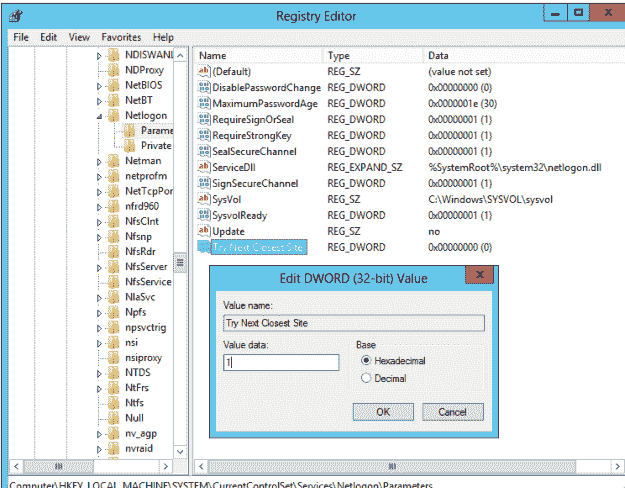 Registry Editor
File Edit View Favorites Help
Name Type Data
NDISWANL
NDProxy
NetBIOS
NetBT
Netlogon
Parame
Private
Netman
netprofm
NetTcpPor
nfrd960
NfsClnt
Nfsnp
NfsRdr
NfsServer
NfsService
NlaSvc
Npfs
npsvctrig
nsi
nsiproxy
NTDS
NtFrs
Ntfs
Null
nv_agp
nvraid
(Default) REG_SZ (value not set)
DisablePasswordChange REG_DWORD 0x00000000 (0)
MaximumPasswordAge REG_DWORD 0x0000001e (30)
RequireSignOrSeal REG_DWORD 0x00000001 (1)
RequireStrongKey REG_DWORD 0x00000001 (1)
SealSecureChannel REG_DWORD 0x00000001 (1)
ServiceDll REG_EXPAND_SZ %SystemRoot%\system32\netlogon.dll
SignSecureChannel REG_DWORD 0x00000001 (1)
SysVol REG_SZ C:\Windows\SYSVOL\sysvol
SysvolReady REG_DWORD 0x00000001 (1)
Update REG_SZ no
Try Next Closest Site REG_DWORD 0x00000000 (0)
Edit DWORD (32-bit) Value
Value name:
Try Next Closest Site
Value data:
1
Base
Hexadecimal
Decimal
OK Cancel
Computer\HKEY_LOCAL_MACHINE\SYSTEM\CurrentControlSet\Services\Netlogon\Parameters